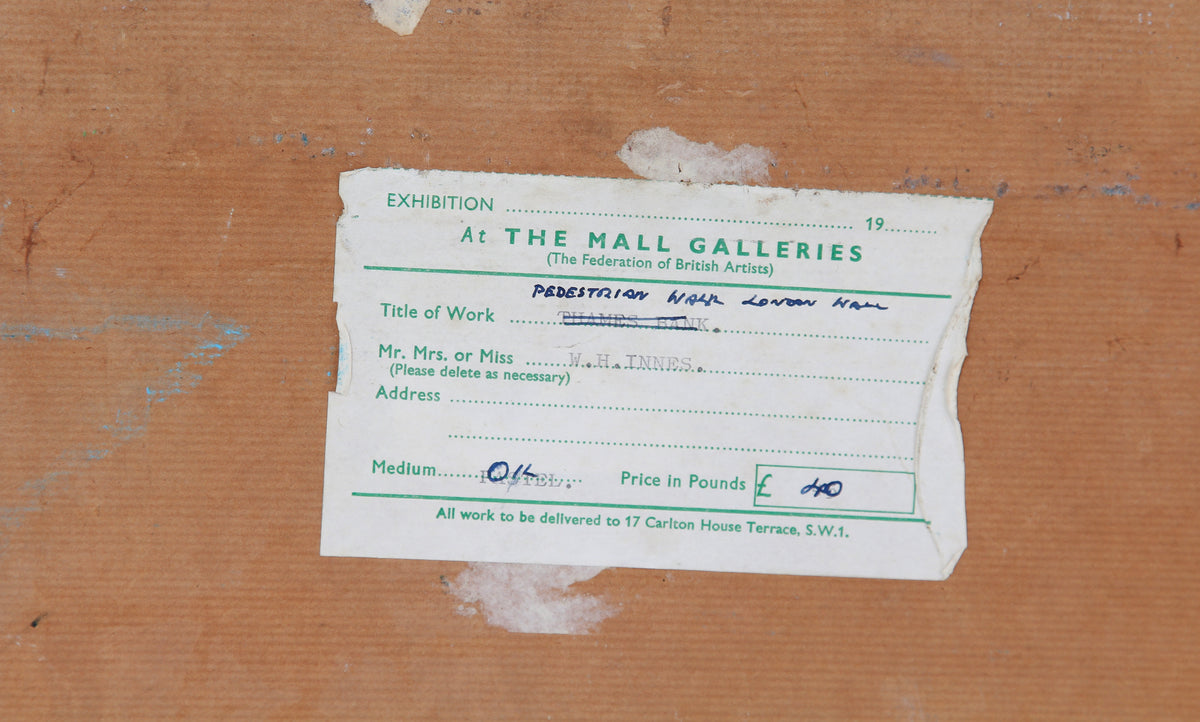 EXHIBITION ........................ 19.........
At THE MALL GALLERIES
(The Federation of British Artists)
PEDESTRIAN WALK LONDON WALL
Title of Work ...... THAMES BANK.
Mr. Mrs. or Miss ...... W.H.INNES.
(Please delete as necessary)
Address
Medium...... OIL PASTEL. Price in Pounds £ 40
All work to be delivered to 17 Carlton House Terrace, S.W.1.